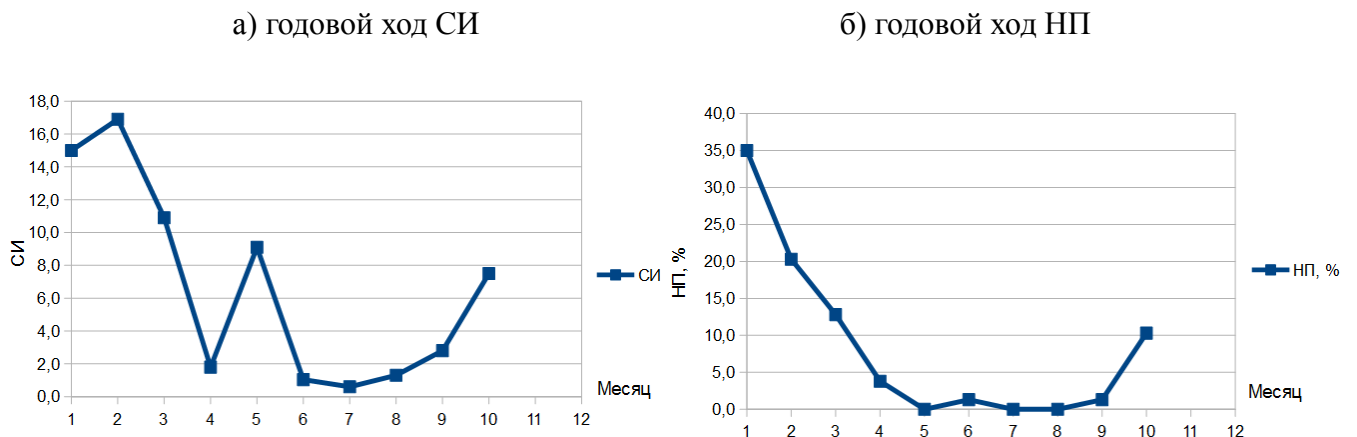 а) годовой ход СИ
б) годовой ход НП
18,0
16,0
14,0
12,0
10,0
8,0
6,0
4,0
2,0
0,0
СИ
1 2 3 4 5 6 7 8 9 10 11 12
Месяц
СИ
40,0
35,0
30,0
25,0
20,0
15,0
10,0
5,0
0,0
НП, %
1 2 3 4 5 6 7 8 9 10 11 12
Месяц
НП, %